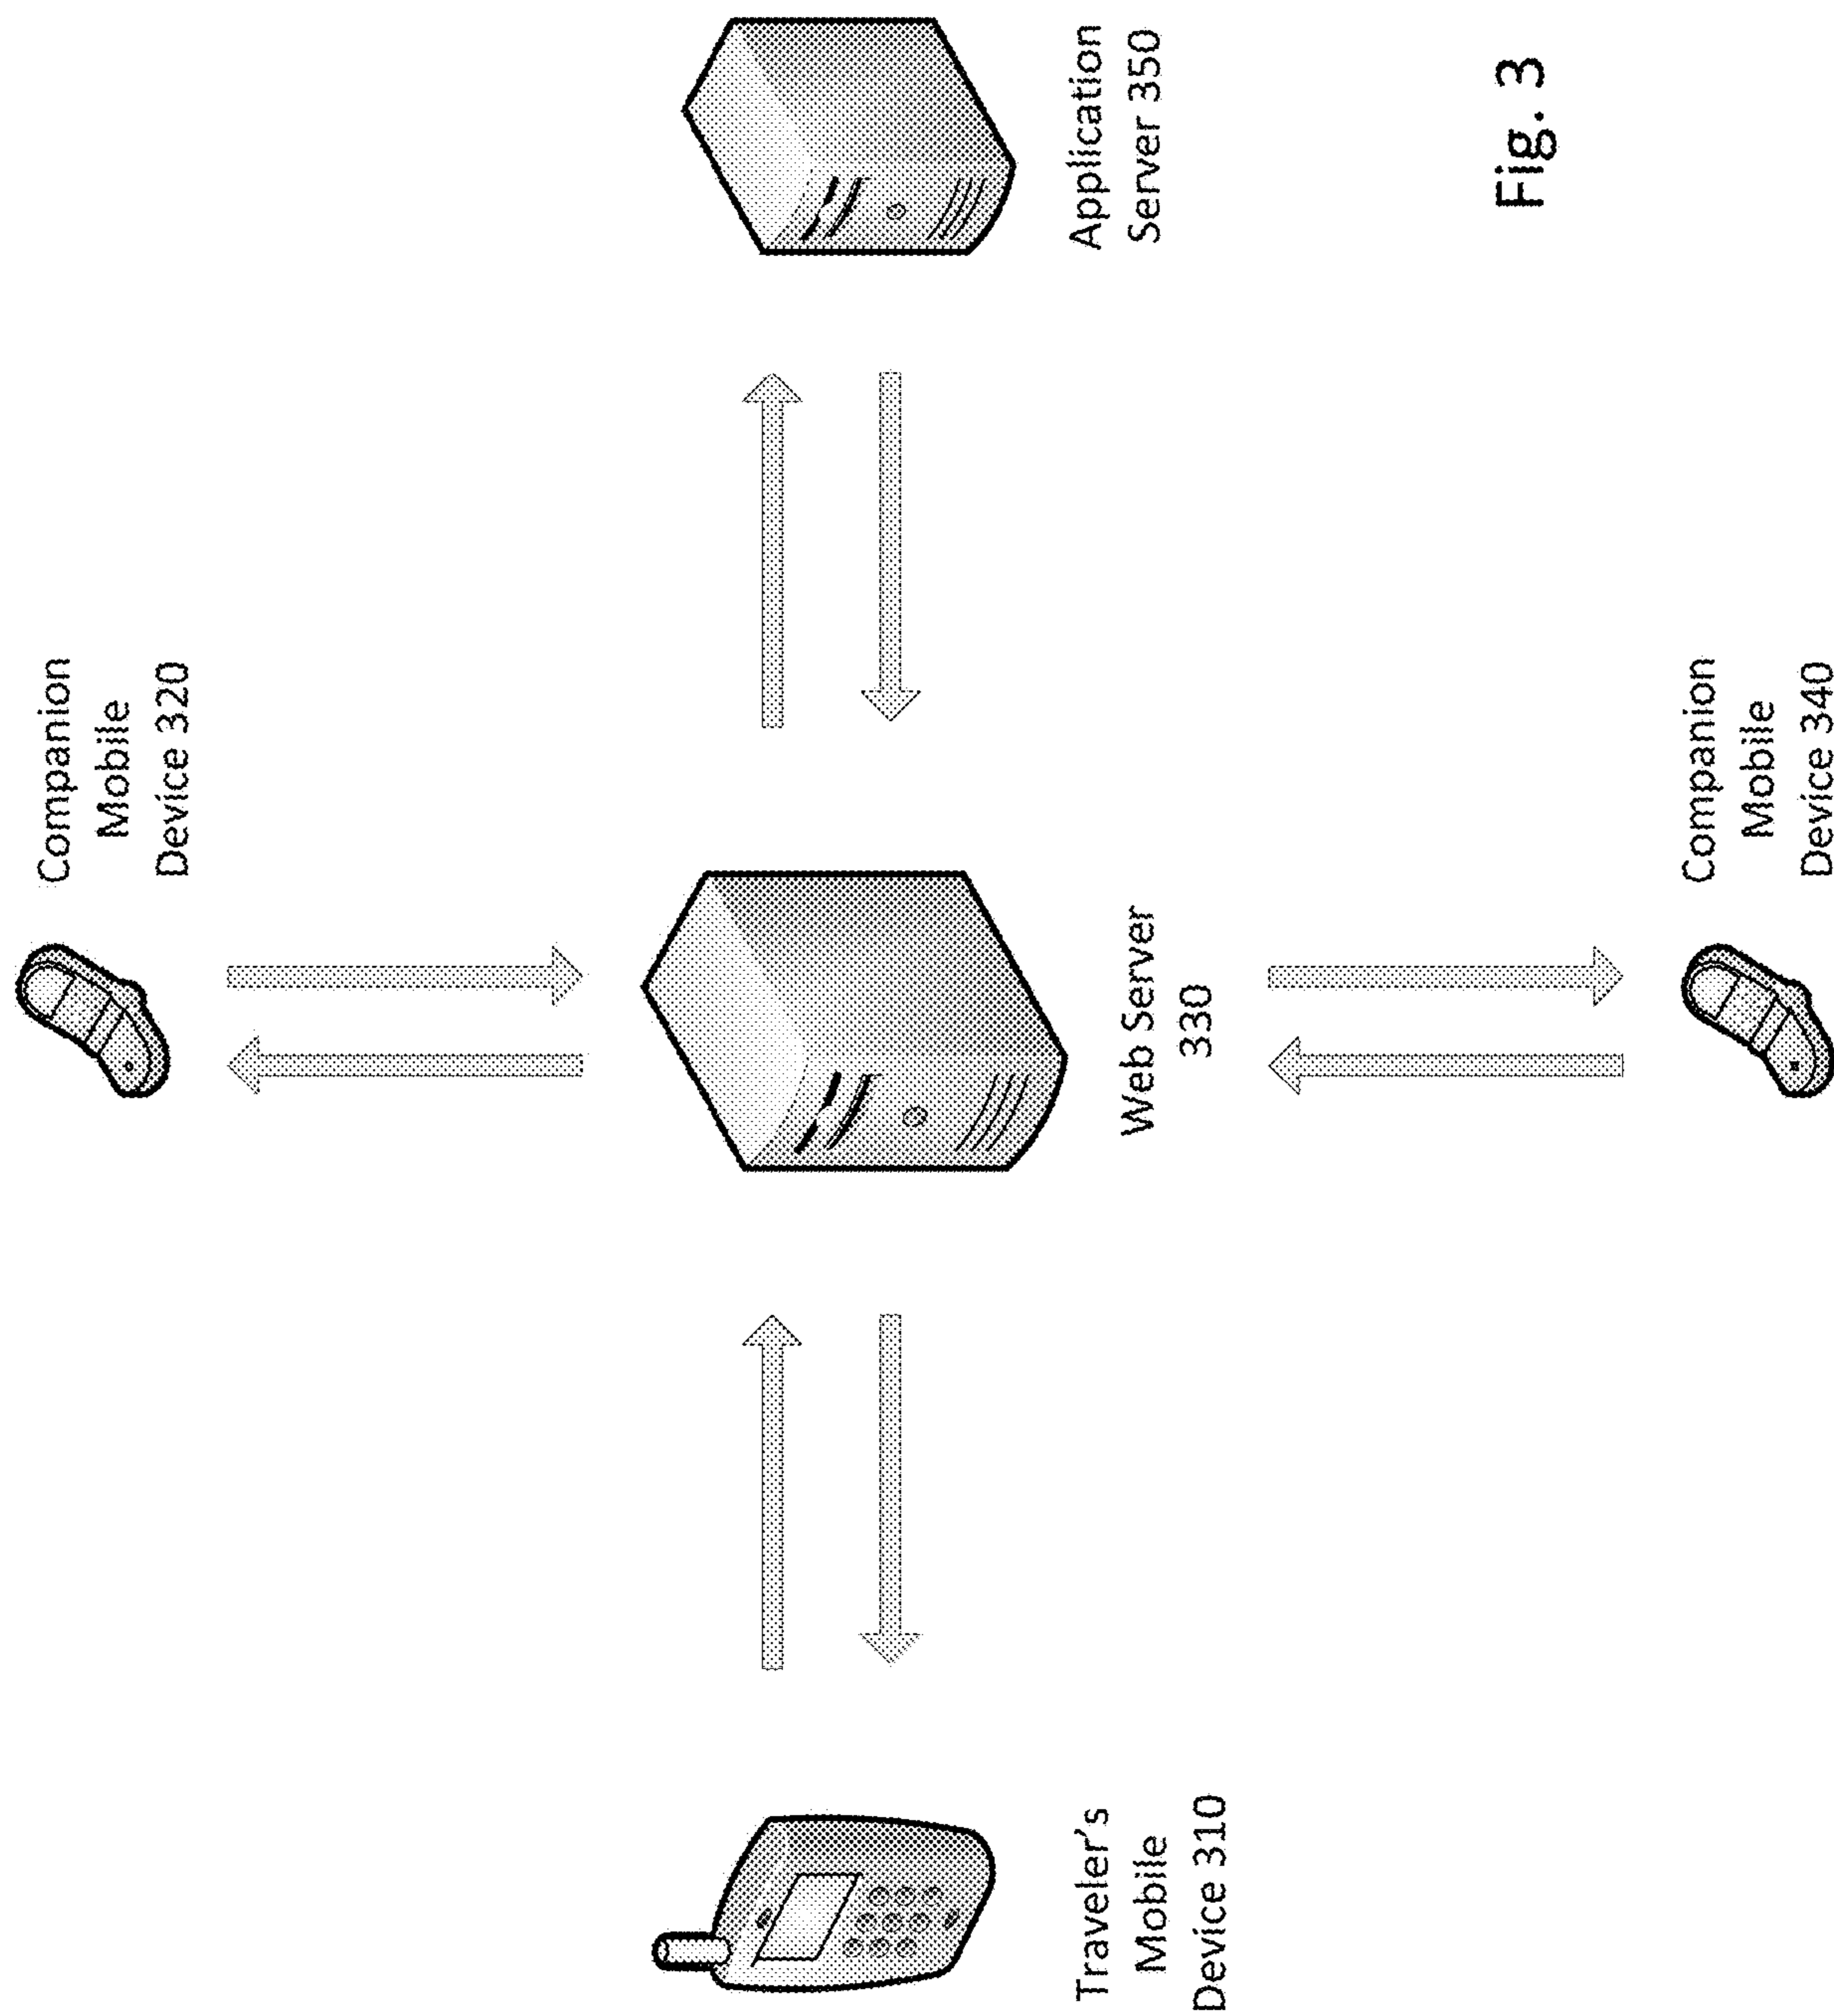 Companion
Mobile
Device 320
Traveler's
Mobile
Device 310
Web Server
330
Application
Server 350
Companion
Mobile
Device 340
Fig. 3